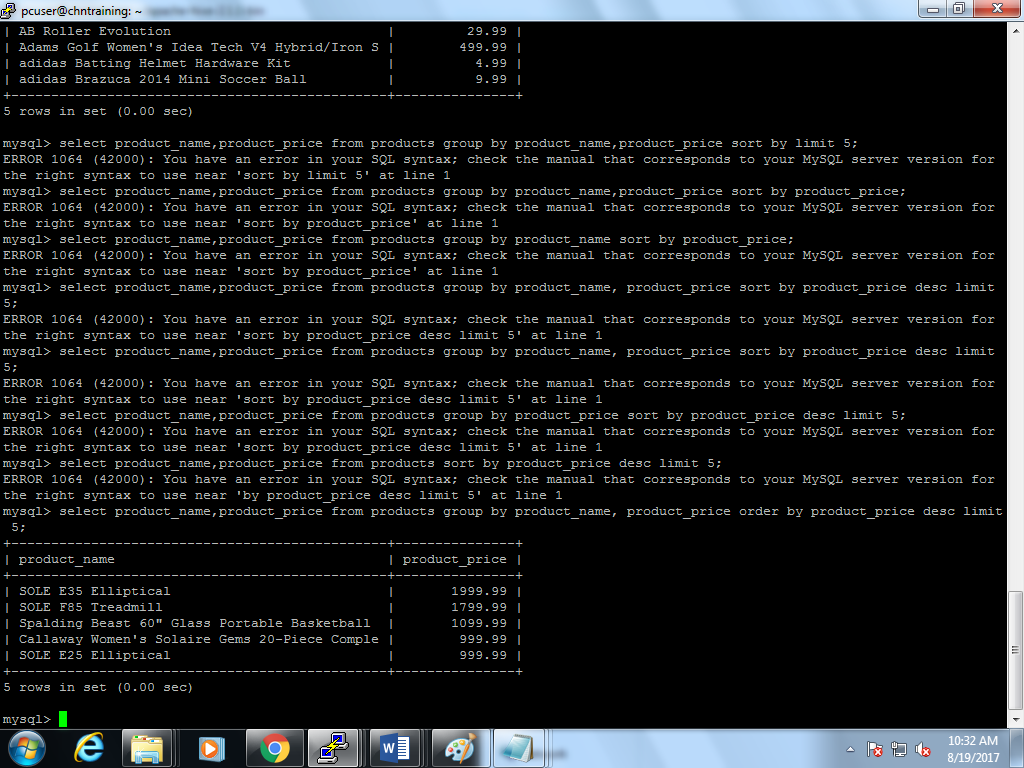 pcuser@chntraining: ~
| AB Roller Evolution | 29.99 |
| Adams Golf Women's Idea Tech V4 Hybrid/Iron S | 499.99 |
| adidas Batting Helmet Hardware Kit | 4.99 |
| adidas Brazuca 2014 Mini Soccer Ball | 9.99 |
+-----------------------------------------------+---------------+
5 rows in set (0.00 sec)
mysql> select product_name,product_price from products group by product_name,product_price sort by limit 5;
ERROR 1064 (42000): You have an error in your SQL syntax; check the manual that corresponds to your MySQL server version for
the right syntax to use near 'sort by limit 5' at line 1
mysql> select product_name,product_price from products group by product_name,product_price sort by product_price;
ERROR 1064 (42000): You have an error in your SQL syntax; check the manual that corresponds to your MySQL server version for
the right syntax to use near 'sort by product_price' at line 1
mysql> select product_name,product_price from products group by product_name sort by product_price;
ERROR 1064 (42000): You have an error in your SQL syntax; check the manual that corresponds to your MySQL server version for
the right syntax to use near 'sort by product_price' at line 1
mysql> select product_name,product_price from products group by product_name, product_price sort by product_price desc limit
5;
ERROR 1064 (42000): You have an error in your SQL syntax; check the manual that corresponds to your MySQL server version for
the right syntax to use near 'sort by product_price desc limit 5' at line 1
mysql> select product_name,product_price from products group by product_name, product_price sort by product_price desc limit
5;
ERROR 1064 (42000): You have an error in your SQL syntax; check the manual that corresponds to your MySQL server version for
the right syntax to use near 'sort by product_price desc limit 5' at line 1
mysql> select product_name,product_price from products group by product_price sort by product_price desc limit 5;
ERROR 1064 (42000): You have an error in your SQL syntax; check the manual that corresponds to your MySQL server version for
the right syntax to use near 'sort by product_price desc limit 5' at line 1
mysql> select product_name,product_price from products sort by product_price desc limit 5;
ERROR 1064 (42000): You have an error in your SQL syntax; check the manual that corresponds to your MySQL server version for
the right syntax to use near 'by product_price desc limit 5' at line 1
mysql> select product_name,product_price from products group by product_name, product_price order by product_price desc limit
5;
+-----------------------------------------------+---------------+
| product_name | product_price |
+-----------------------------------------------+---------------+
| SOLE E35 Elliptical | 1999.99 |
| SOLE F85 Treadmill | 1799.99 |
| Spalding Beast 60" Glass Portable Basketball | 1099.99 |
| Callaway Women's Solaire Gems 20-Piece Comple | 999.99 |
| SOLE E25 Elliptical | 999.99 |
+-----------------------------------------------+---------------+
5 rows in set (0.00 sec)
mysql>
10:32 AM
8/19/2017